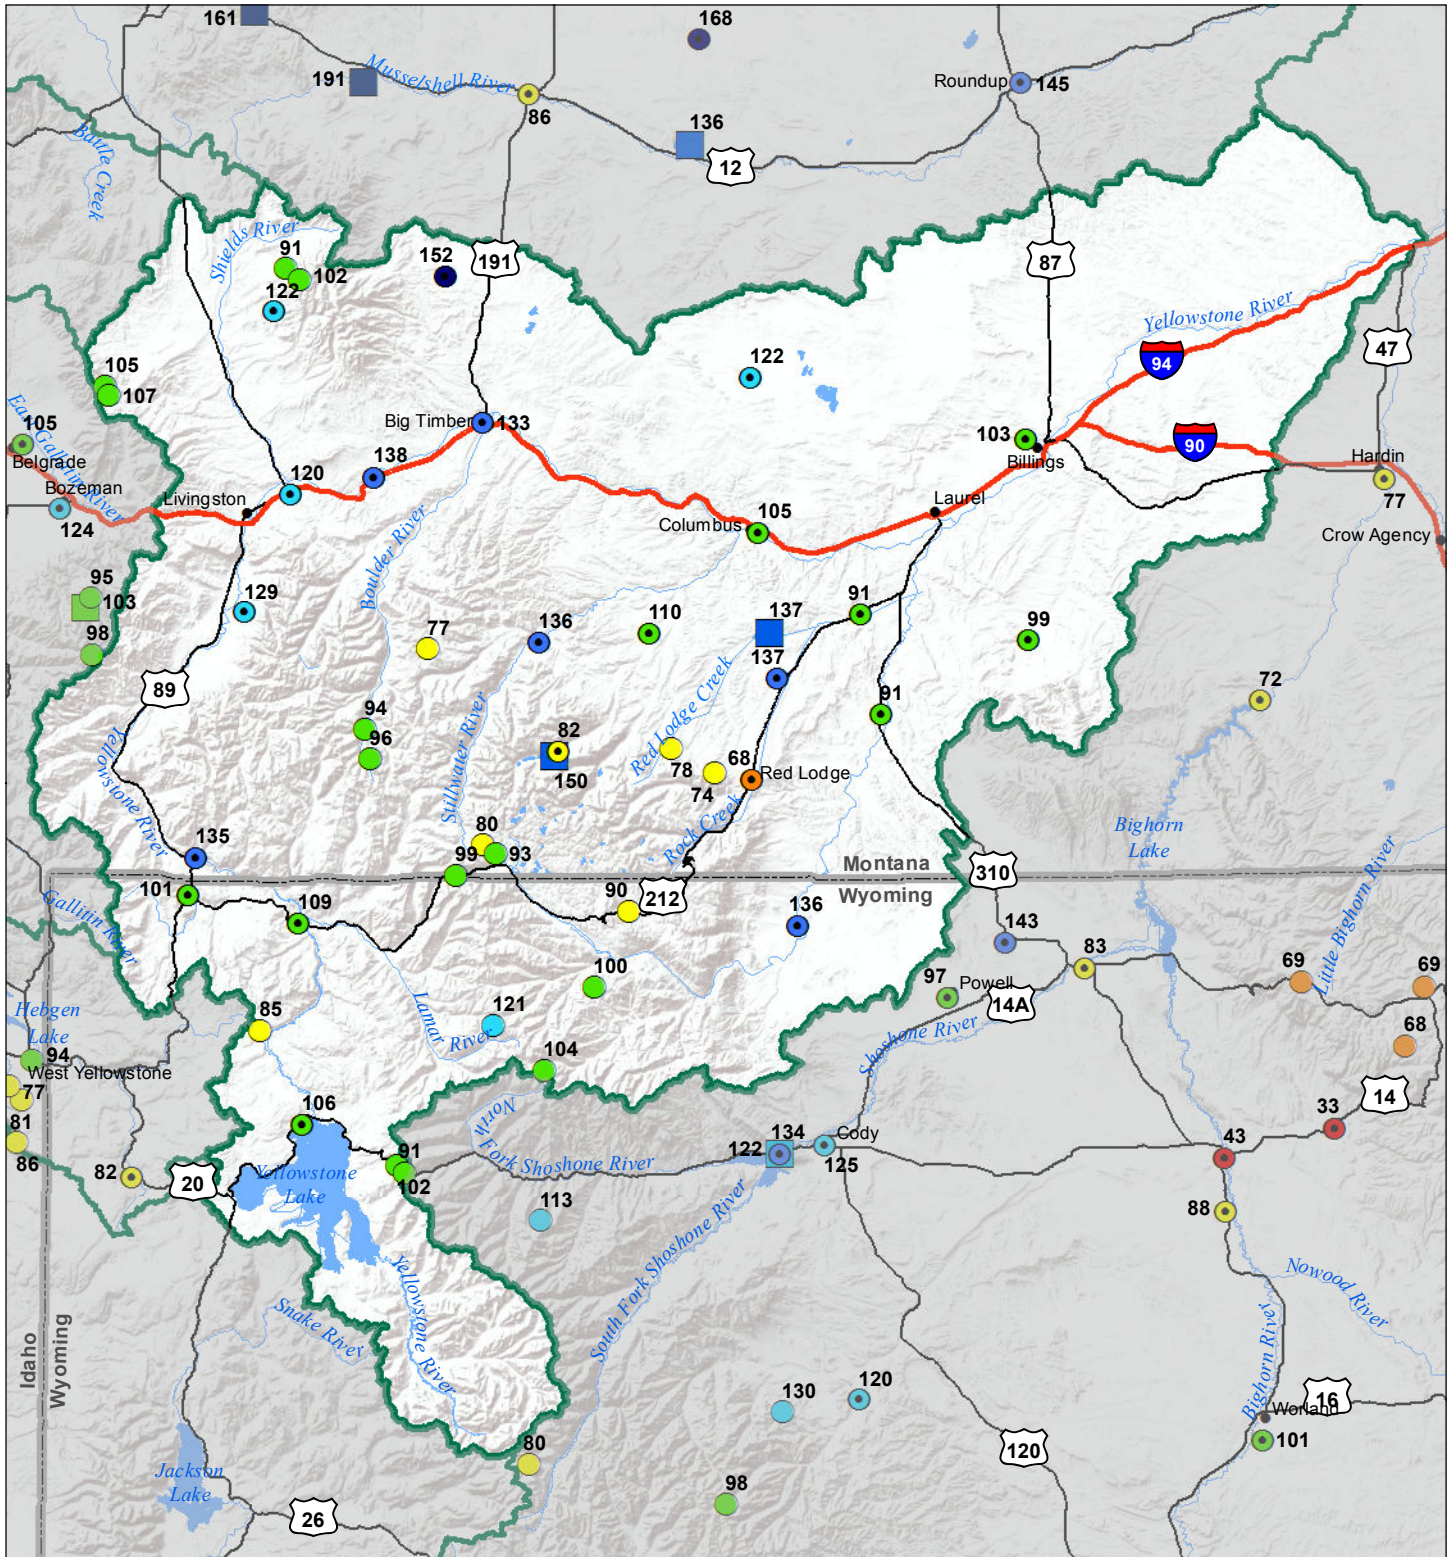 161
168
191
Musselshell River
86
Roundup
145
136
12
Battle Creek
Shields River
91
102
152
191
87
122
Yellowstone River
47
94
105
107
122
Big Timber
133
East Gallitin River
105
Belgrade
103
Billings
90
Hardin
77
Bozeman
124
Livingston
120
138
Laurel
Columbus
105
Crow Agency
Boulder River
95
103
98
129
77
136
110
137
91
99
137
89
72
94
96
Stillwater River
82
150
Red Lodge Creek
78
74
68
Red Lodge
91
Yellowstone River
80
93
Rock Creek
Bighorn
Lake
135
99
Montana
Wyoming
310
101
109
90
212
136
143
83
Little Bighorn River
Gallitin River
100
97
Powell
14A
69
69
Hebgen
Lake
85
Lamar River
121
Shoshone River
68
94
West Yellowstone
77
104
14
81
86
106
North Fork Shoshone River
134
122
Cody
125
33
43
82
20
91
102
Yellowstone
Lake
113
88
South Fork Shoshone River
Yellowstone River
Nowood River
Snake River
Idaho
Wyoming
Bighorn River
130
120
16
Worland
101
80
120
Jackson
Lake
98
26